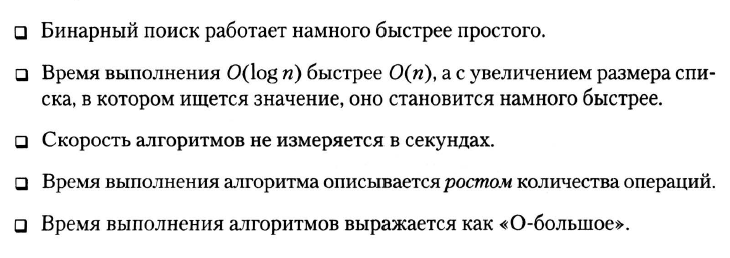 ❑ Бинарный поиск работает намного быстрее простого.
❑ Время выполнения O(log n) быстрее O(n), а с увеличением размера спи-
ска, в котором ищется значение, оно становится намного быстрее.
❑ Скорость алгоритмов не измеряется в секундах.
❑ Время выполнения алгоритма описывается ростом количества операций.
❑ Время выполнения алгоритмов выражается как «О-большое».